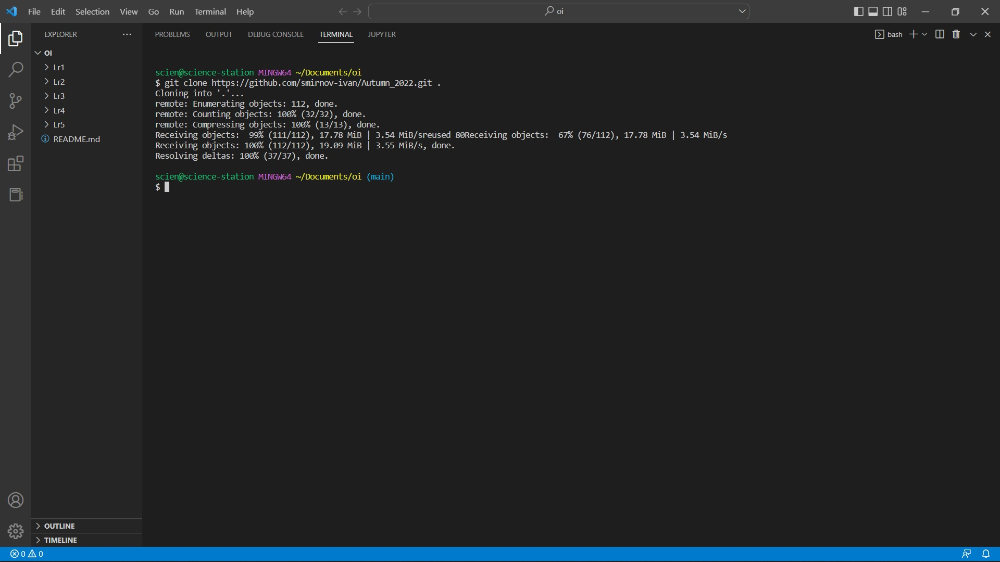 File Edit Selection View Go Run Terminal Help
oi
EXPLORER
PROBLEMS OUTPUT DEBUG CONSOLE TERMINAL JUPYTER
bash
OI
Lr1
Lr2
Lr3
Lr4
Lr5
README.md
scien@science-station MINGW64 ~/Documents/oi
$ git clone https://github.com/smirnov-ivan/Autumn_2022.git .
Cloning into '.'...
remote: Enumerating objects: 112, done.
remote: Counting objects: 100% (32/32), done.
remote: Compressing objects: 100% (13/13), done.
Receiving objects:  99% (111/112), 17.78 MiB | 3.54 MiB/sreused 80Receiving objects:  67% (76/112), 17.78 MiB | 3.54 MiB/s
Receiving objects: 100% (112/112), 19.09 MiB | 3.55 MiB/s, done.
Resolving deltas: 100% (37/37), done.
scien@science-station MINGW64 ~/Documents/oi (main)
$
OUTLINE
TIMELINE
0 0